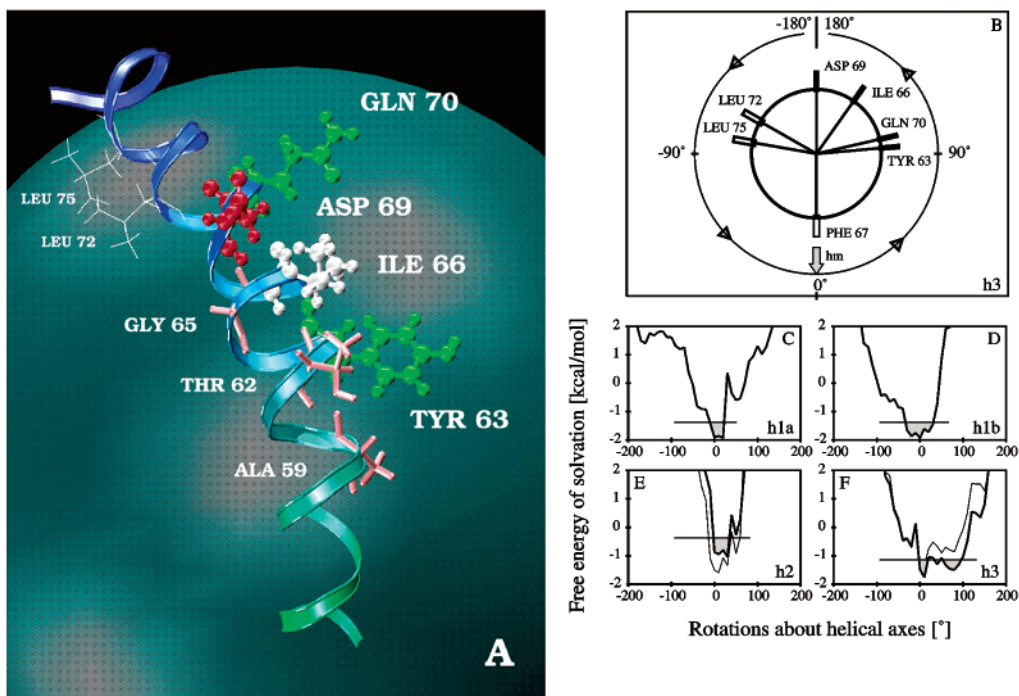 GLN 70
LEU 75
ASP 69
LEU 72
ILE 66
GLY 65
THR 62
TYR 63
ALA 59
A
-180° 180° B
ASP 69
LEU 72 ILE 66
LEU 75 GLN 70
-90° 90°
TYR 63
PHE 67
hm
0° h3
Free energy of solvation [kcal/mol]
2 C
1
0
-1
-2 h1a
2 D
1
0
-1
-2 h1b
2 E
1
0
-1
-2 h2
-200 -100 0 100 200
2 F
1
0
-1
-2 h3
-200 -100 0 100 200
Rotations about helical axes [°]